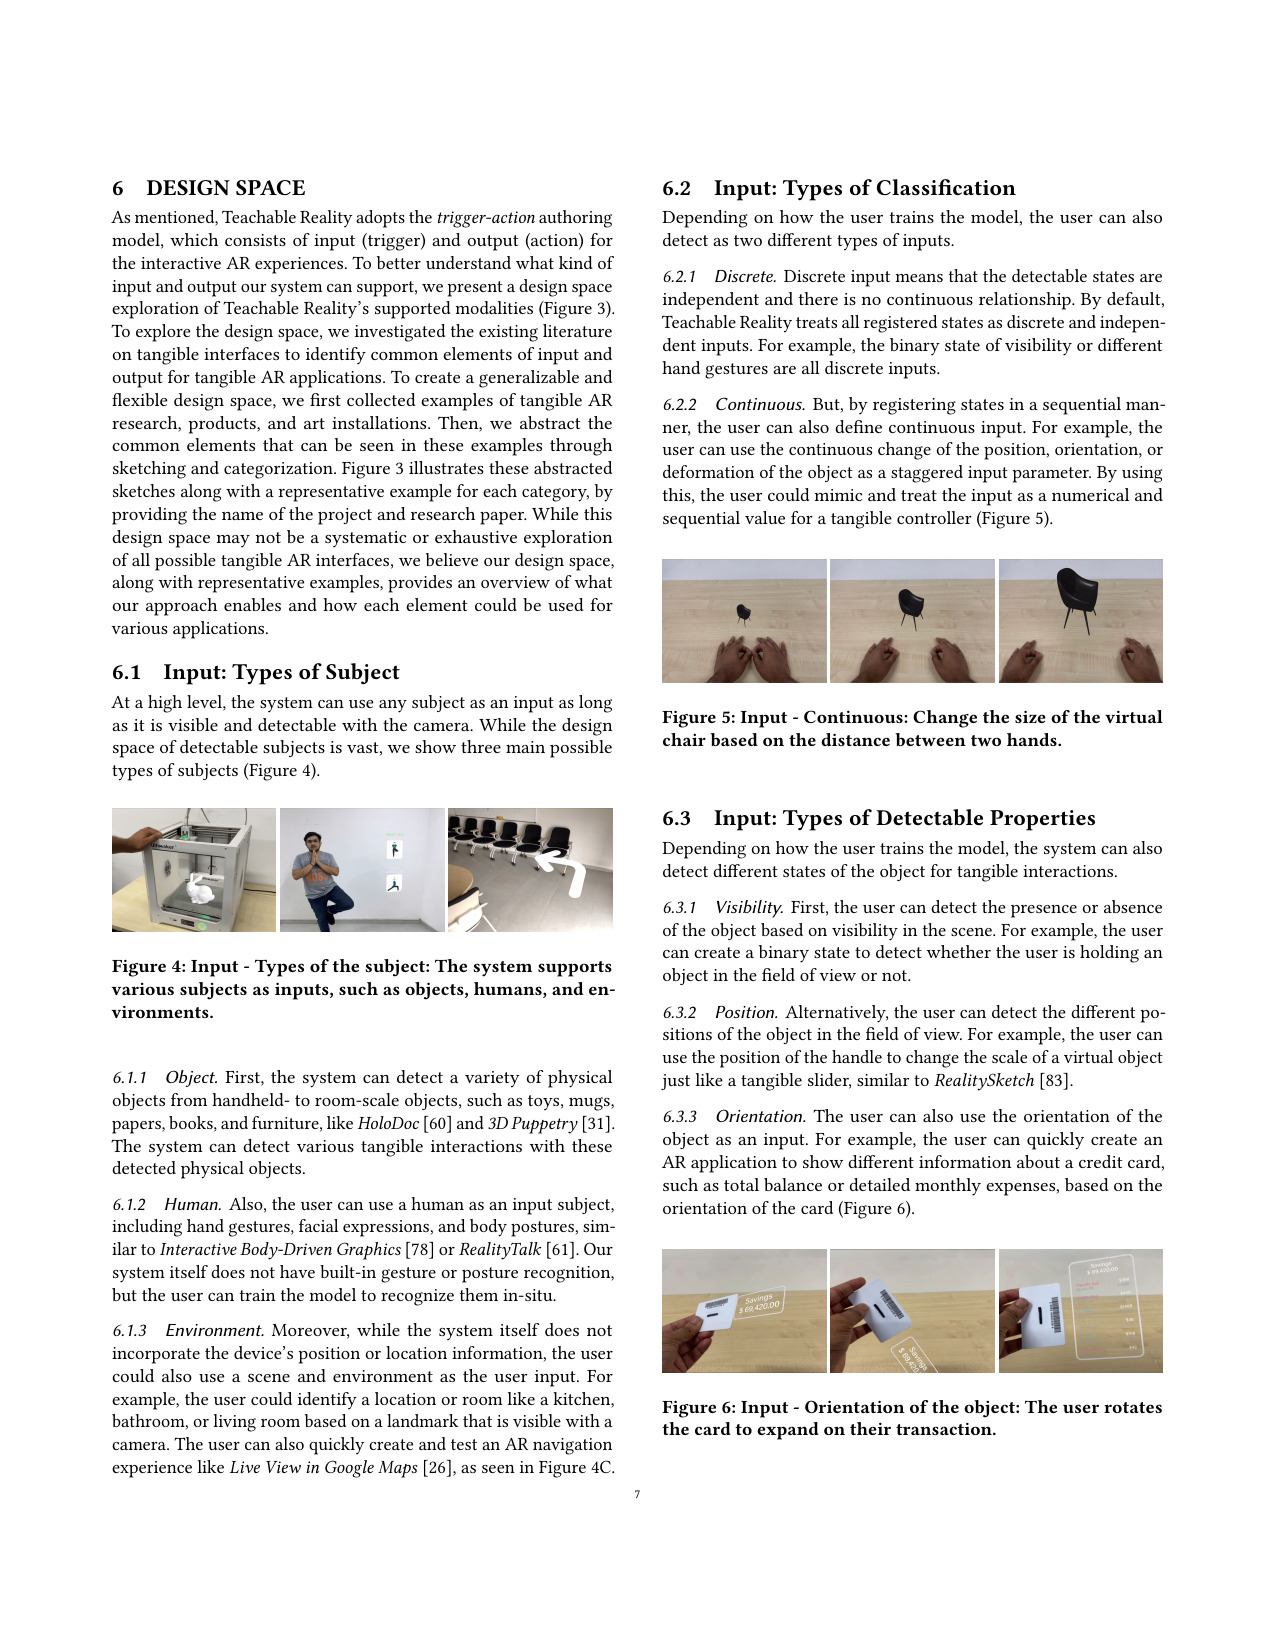 6 DESIGN SPACE
As mentioned, Teachable Reality adopts the trigger-action authoring
model, which consists of input (trigger) and output (action) for
the interactive AR experiences. To better understand what kind of
input and output our system can support, we present a design space
exploration of Teachable Reality's supported modalities (Figure 3).
To explore the design space, we investigated the existing literature
on tangible interfaces to identify common elements of input and
output for tangible AR applications. To create a generalizable and
flexible design space, we first collected examples of tangible AR
research, products, and art installations. Then, we abstract the
common elements that can be seen in these examples through
sketching and categorization. Figure 3 illustrates these abstracted
sketches along with a representative example for each category, by
providing the name of the project and research paper. While this
design space may not be a systematic or exhaustive exploration
of all possible tangible AR interfaces, we believe our design space,
along with representative examples, provides an overview of what
our approach enables and how each element could be used for
various applications.
6.1 Input: Types of Subject
At a high level, the system can use any subject as an input as long
as it is visible and detectable with the camera. While the design
space of detectable subjects is vast, we show three main possible
types of subjects (Figure 4).
Figure 4: Input - Types of the subject: The system supports
various subjects as inputs, such as objects, humans, and en-
vironments.
6.1.1 Object. First, the system can detect a variety of physical
objects from handheld- to room-scale objects, such as toys, mugs,
papers, books, and furniture, like HoloDoc [60] and 3D Puppetry [31].
The system can detect various tangible interactions with these
detected physical objects.
6.1.2 Human. Also, the user can use a human as an input subject,
including hand gestures, facial expressions, and body postures, sim-
ilar to Interactive Body-Driven Graphics [78] or RealityTalk [61]. Our
system itself does not have built-in gesture or posture recognition,
but the user can train the model to recognize them in-situ.
6.1.3 Environment. Moreover, while the system itself does not
incorporate the device's position or location information, the user
could also use a scene and environment as the user input. For
example, the user could identify a location or room like a kitchen,
bathroom, or living room based on a landmark that is visible with a
camera. The user can also quickly create and test an AR navigation
experience like Live View in Google Maps [26], as seen in Figure 4C.
6.2 Input: Types of Classification
Depending on how the user trains the model, the user can also
detect as two different types of inputs.
6.2.1 Discrete. Discrete input means that the detectable states are
independent and there is no continuous relationship. By default,
Teachable Reality treats all registered states as discrete and indepen-
dent inputs. For example, the binary state of visibility or different
hand gestures are all discrete inputs.
6.2.2 Continuous. But, by registering states in a sequential man-
ner, the user can also define continuous input. For example, the
user can use the continuous change of the position, orientation, or
deformation of the object as a staggered input parameter. By using
this, the user could mimic and treat the input as a numerical and
sequential value for a tangible controller (Figure 5).
Figure 5: Input - Continuous: Change the size of the virtual
chair based on the distance between two hands.
6.3 Input: Types of Detectable Properties
Depending on how the user trains the model, the system can also
detect different states of the object for tangible interactions.
6.3.1 Visibility. First, the user can detect the presence or absence
of the object based on visibility in the scene. For example, the user
can create a binary state to detect whether the user is holding an
object in the field of view or not.
6.3.2 Position. Alternatively, the user can detect the different po-
sitions of the object in the field of view. For example, the user can
use the position of the handle to change the scale of a virtual object
just like a tangible slider, similar to RealitySketch [83].
6.3.3 Orientation. The user can also use the orientation of the
object as an input. For example, the user can quickly create an
AR application to show different information about a credit card,
such as total balance or detailed monthly expenses, based on the
orientation of the card (Figure 6).
Savings
$ 69,420.00
Savings
$ 69,420
Savings
$ 69,420.00
Figure 6: Input - Orientation of the object: The user rotates
the card to expand on their transaction.
7